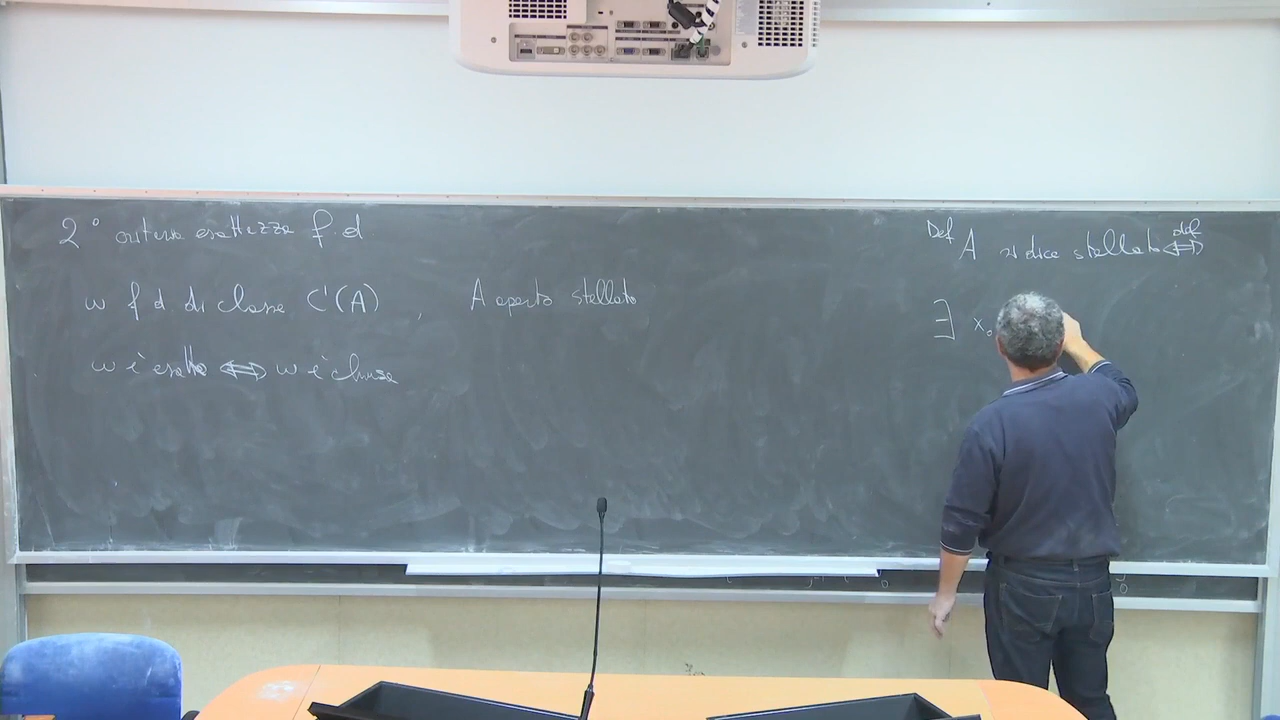 2° criterio esattezza f.d
ω f d di classe C¹(A) , A aperto stellato
ω è esatta ⟺ ω è chiusa
Def A si dice stellato ⟺ def
∃ x₀